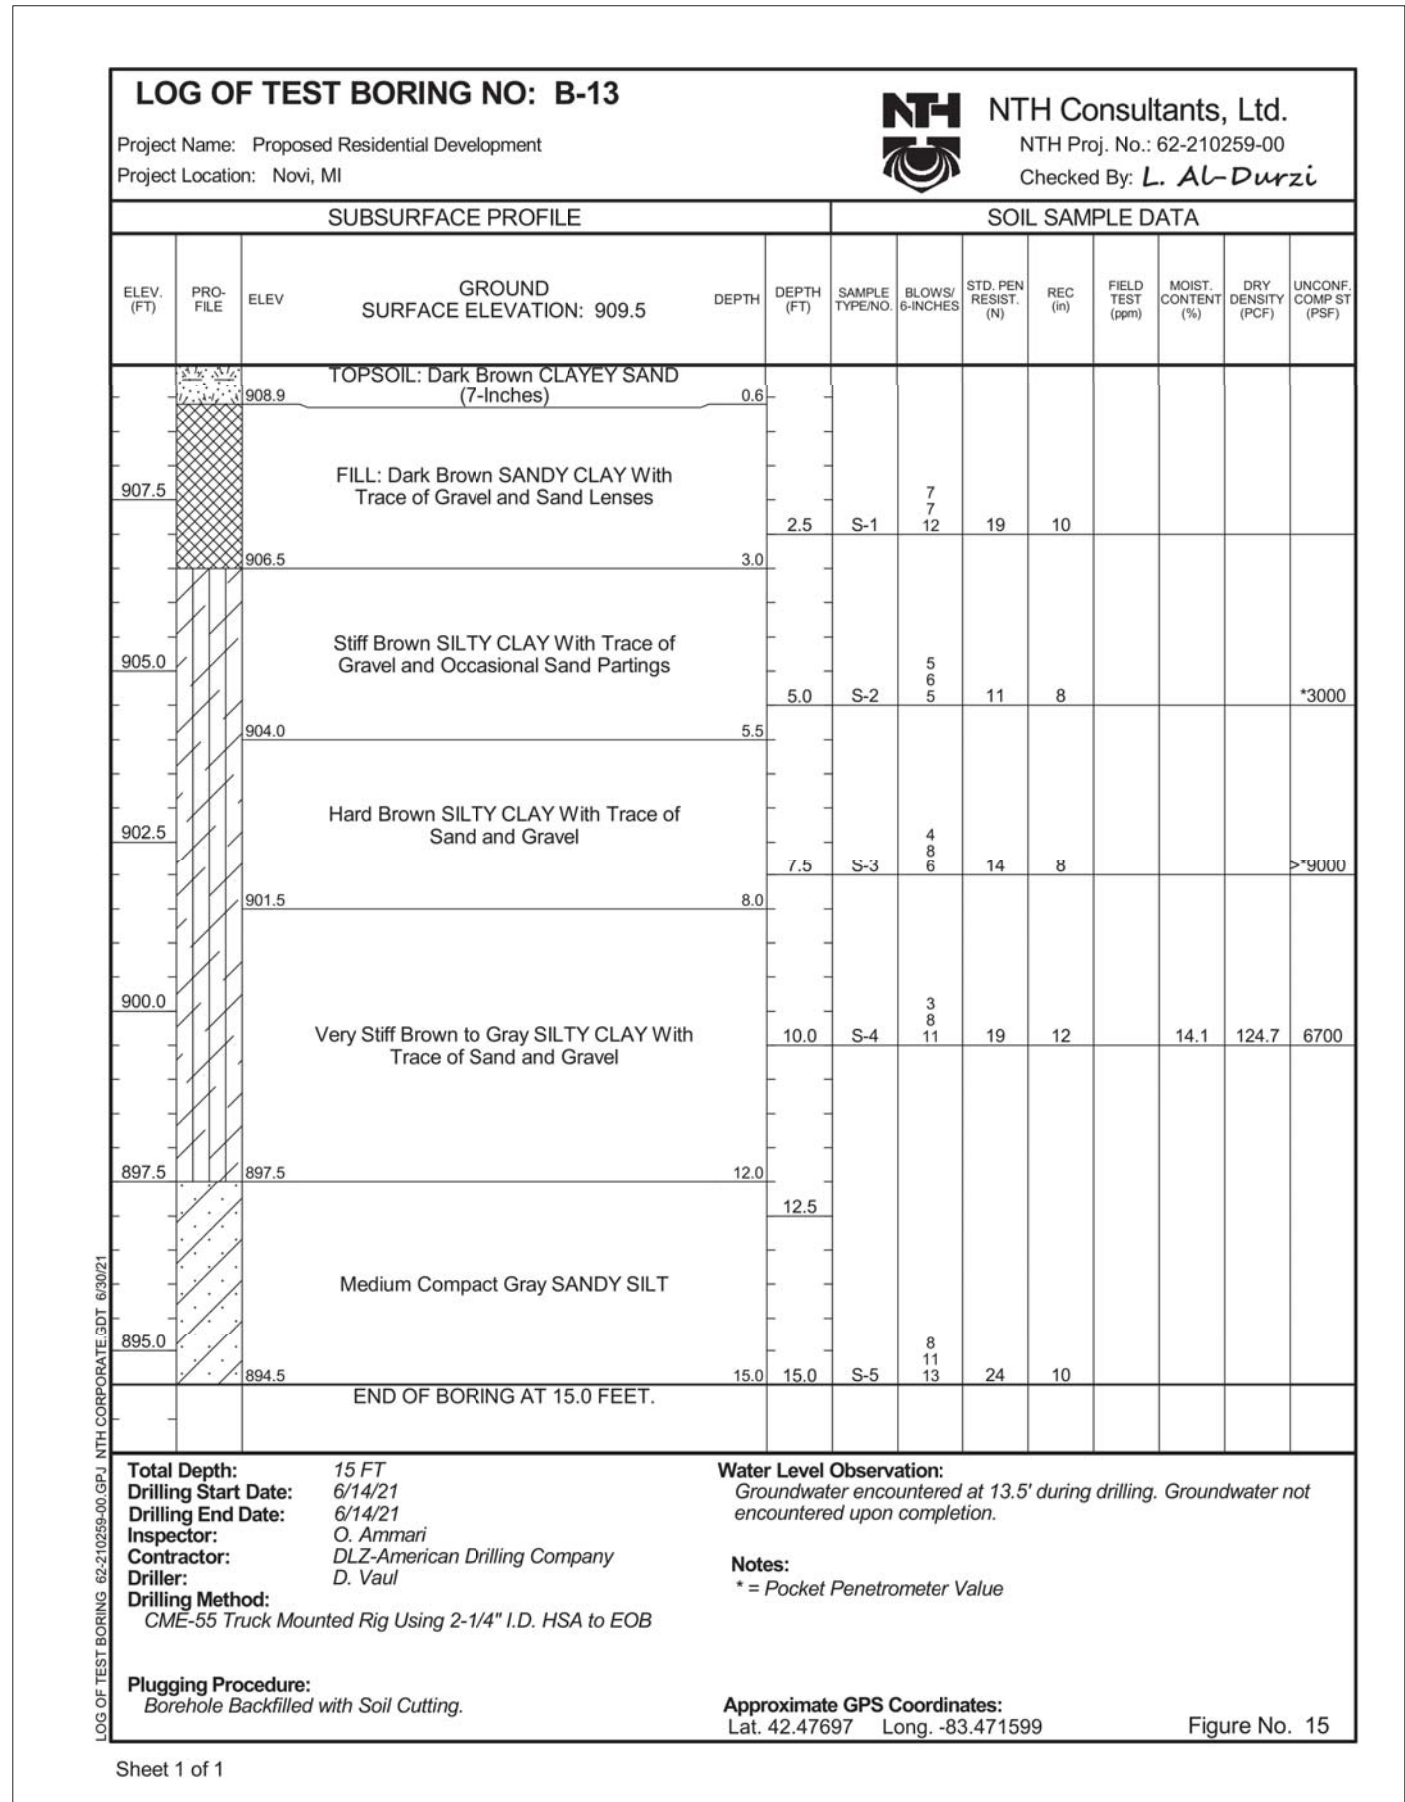 LOG OF TEST BORING NO: B-13
Project Name: Proposed Residential Development
Project Location: Novi, MI
NTH
NTH Consultants, Ltd.
NTH Proj. No.: 62-210259-00
Checked By: L. Al-Durzi
SUBSURFACE PROFILE
SOIL SAMPLE DATA
ELEV. (FT)
PRO-FILE
ELEV
GROUND
SURFACE ELEVATION: 909.5
DEPTH
DEPTH (FT)
SAMPLE TYPE/NO.
BLOWS/ 6-INCHES
STD. PEN RESIST. (N)
REC (in)
FIELD TEST (ppm)
MOIST. CONTENT (%)
DRY DENSITY (PCF)
UNCONF. COMP ST (PSF)
TOPSOIL: Dark Brown CLAYEY SAND
908.9 (7-Inches) 0.6
FILL: Dark Brown SANDY CLAY With
907.5 Trace of Gravel and Sand Lenses 7
7
2.5 S-1 12 19 10
906.5 3.0
Stiff Brown SILTY CLAY With Trace of
905.0 Gravel and Occasional Sand Partings 5
6
5.0 S-2 5 11 8 *3000
904.0 5.5
Hard Brown SILTY CLAY With Trace of
902.5 Sand and Gravel 4
8
7.5 S-3 6 14 8 >*9000
901.5 8.0
900.0 3
8
Very Stiff Brown to Gray SILTY CLAY With 10.0 S-4 11 19 12 14.1 124.7 6700
Trace of Sand and Gravel
897.5 897.5 12.0
12.5
Medium Compact Gray SANDY SILT
895.0 8
11
894.5 15.0 15.0 S-5 13 24 10
END OF BORING AT 15.0 FEET.
Total Depth: 15 FT
Drilling Start Date: 6/14/21
Drilling End Date: 6/14/21
Inspector: O. Ammari
Contractor: DLZ-American Drilling Company
Driller: D. Vaul
Drilling Method:
CME-55 Truck Mounted Rig Using 2-1/4" I.D. HSA to EOB
Plugging Procedure:
Borehole Backfilled with Soil Cutting.
Water Level Observation:
Groundwater encountered at 13.5' during drilling. Groundwater not
encountered upon completion.
Notes:
* = Pocket Penetrometer Value
Approximate GPS Coordinates:
Lat. 42.47697 Long. -83.471599
Figure No. 15
LOG OF TEST BORING 62-210259-00.GPJ NTH CORPORATE.GDT 6/30/21
Sheet 1 of 1